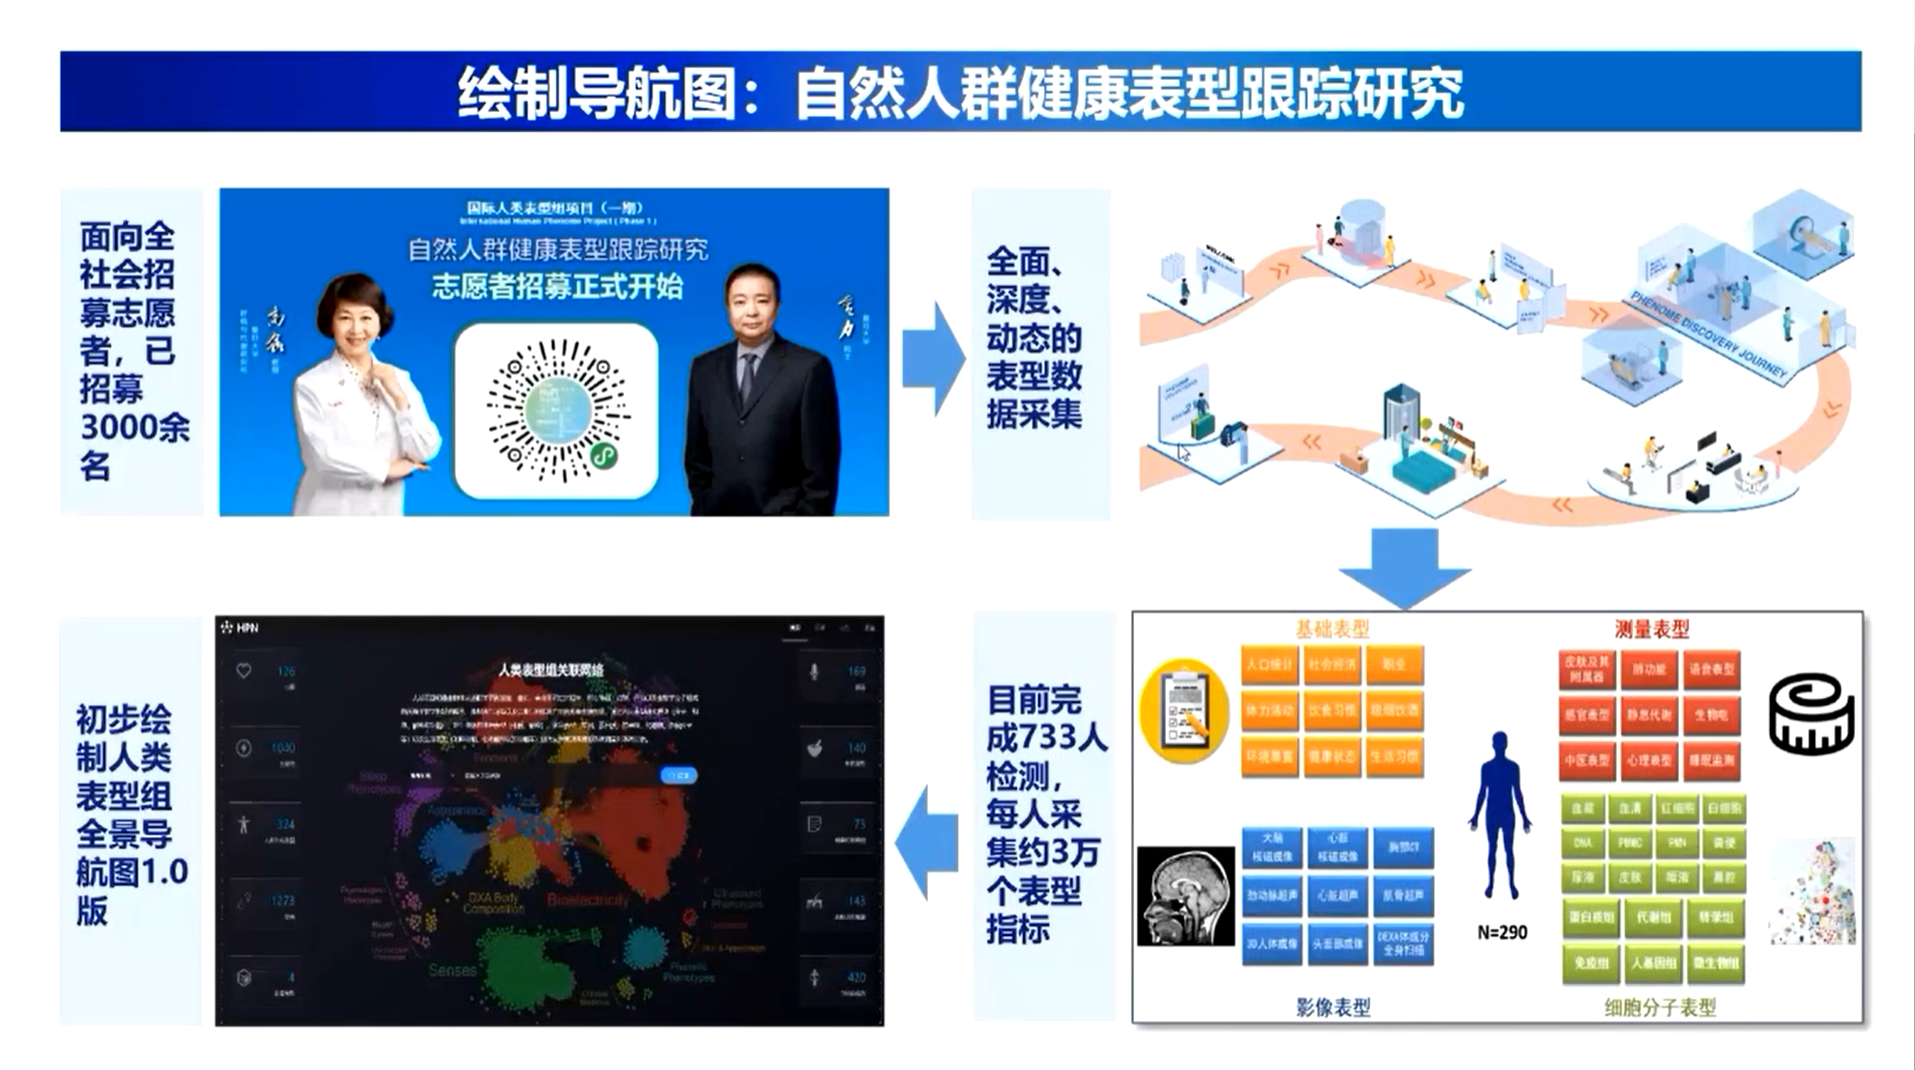 绘制导航图：自然人群健康表型跟踪研究
面向全
社会招
募志愿
者，已
招募
3000余
名
国际人类表型组项目（一期）
International Human Phenome Project ( Phase 1 )
自然人群健康表型跟踪研究
志愿者招募正式开始
全面、
深度、
动态的
表型数
据采集
WELCOME
PHENOME DISCOVERY JOURNEY
初步绘
制人类
表型组
全景导
航图1.0
版
HPN
人类表型组关联网络
126
1040
324
1273
4
169
140
73
143
420
Sleep
Phenotypes
Appearance
DXA Body
Composition
Bioelectricity
Ultrasound
Phenotypes
Senses
目前完
成733人
检测，
每人采
集约3万
个表型
指标
基础表型
人口统计 社会经济 职业
体力活动 饮食习惯 吸烟饮酒
环境暴露 健康状态 生活习惯
测量表型
皮肤及其
附属器 肺功能 语音表型
感官表型 静息代谢 生物电
中医表型 心理表型 睡眠监测
大脑
核磁成像
心脏
核磁成像
胸部CT
颈动脉超声 心脏超声 肌骨超声
3D人体成像 头面部成像
DEXA体成分
全身扫描
影像表型
N=290
血浆 血清 红细胞 白细胞
DNA PBMC PMN 粪便
尿液 皮肤 唾液 鼻腔
蛋白质组 代谢组 转录组
免疫组 人基因组 微生物组
细胞分子表型